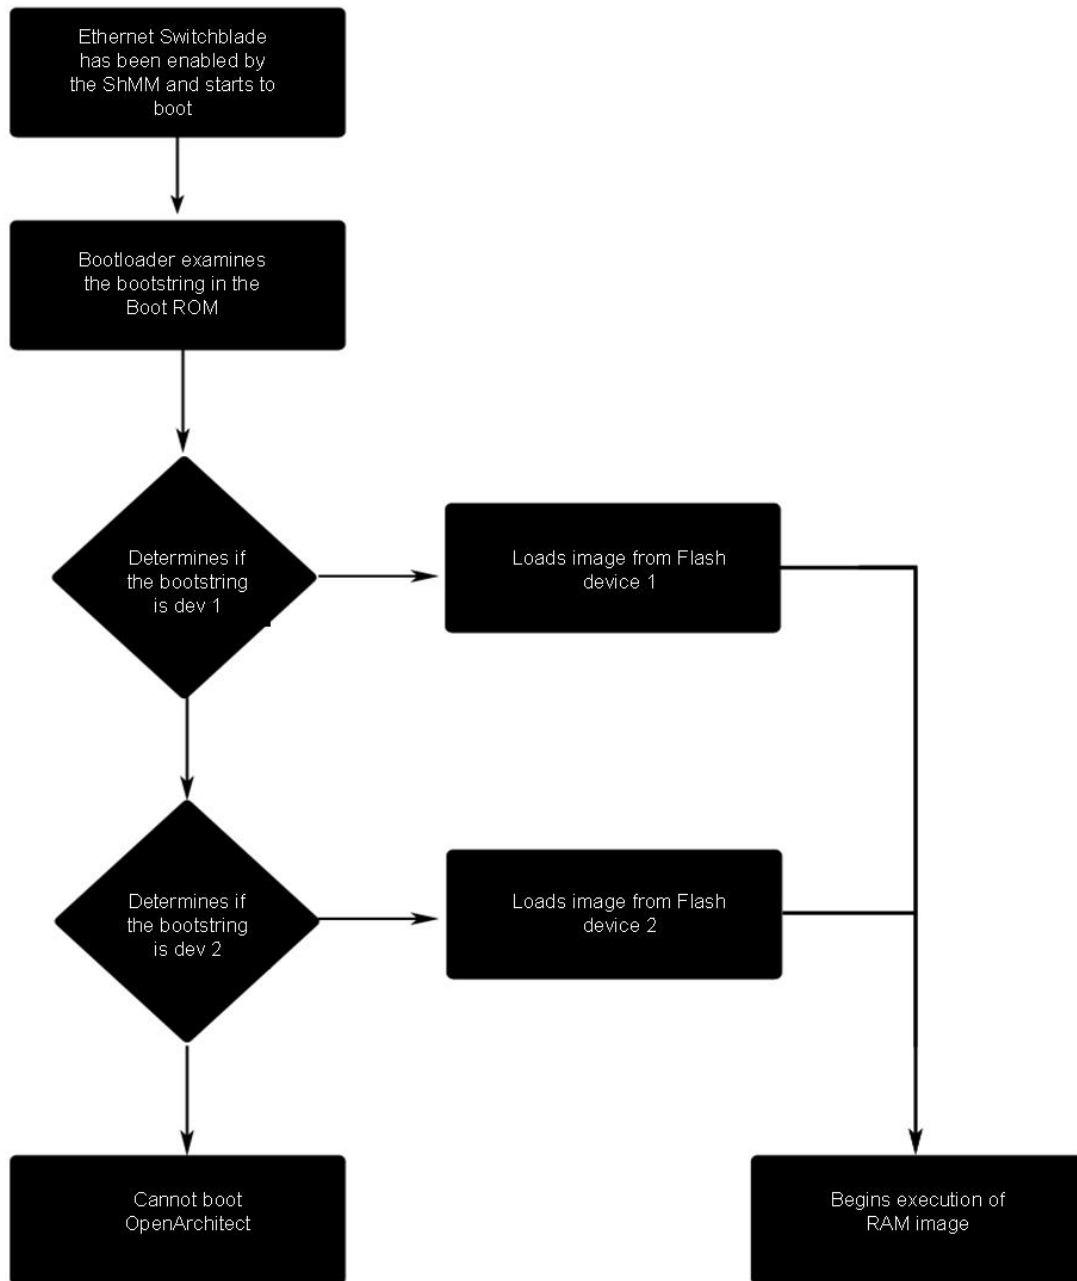 Ethernet Switchblade
has been enabled by
the ShMM and starts to
boot
Bootloader examines
the bootstring in the
Boot ROM
Determines if
the bootstring
is dev 1
Loads image from Flash
device 1
Determines if
the bootstring
is dev 2
Loads image from Flash
device 2
Cannot boot
OpenArchitect
Begins execution of
RAM image